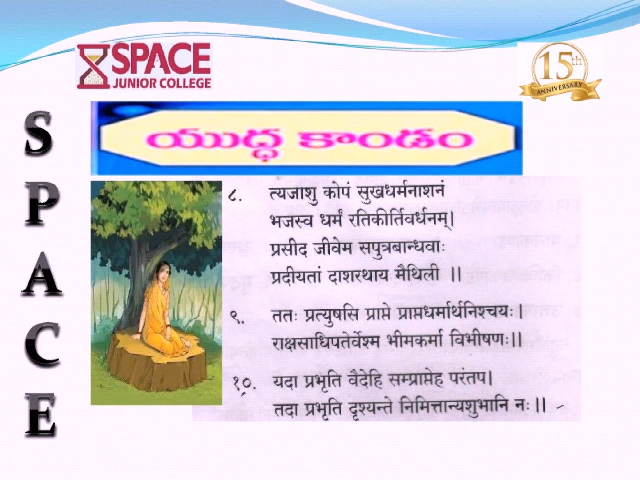 SPACE
JUNIOR COLLEGE
15th
ANNIVERSARY
యుద్ధ కాండం
SPACE
८. त्यजाशु कोपं सुखधर्मनाशनं
भजस्व धर्मं रतिकीर्तिवर्धनम्|
प्रसीद जीवेम सपुत्रबान्धवाः
प्रदीयतां दाशरथाय मैथिली ।।
९. ततः प्रत्युषसि प्राप्ते प्राप्तधर्मार्थनिश्चयः।
राक्षसाधिपतेर्वेश्म भीमकर्मा विभीषणः।।
१०. यदा प्रभृति वैदेहि सम्प्राप्तेह परंतप।
तदा प्रभृति दृश्यन्ते निमित्तान्यशुभानि नः।।